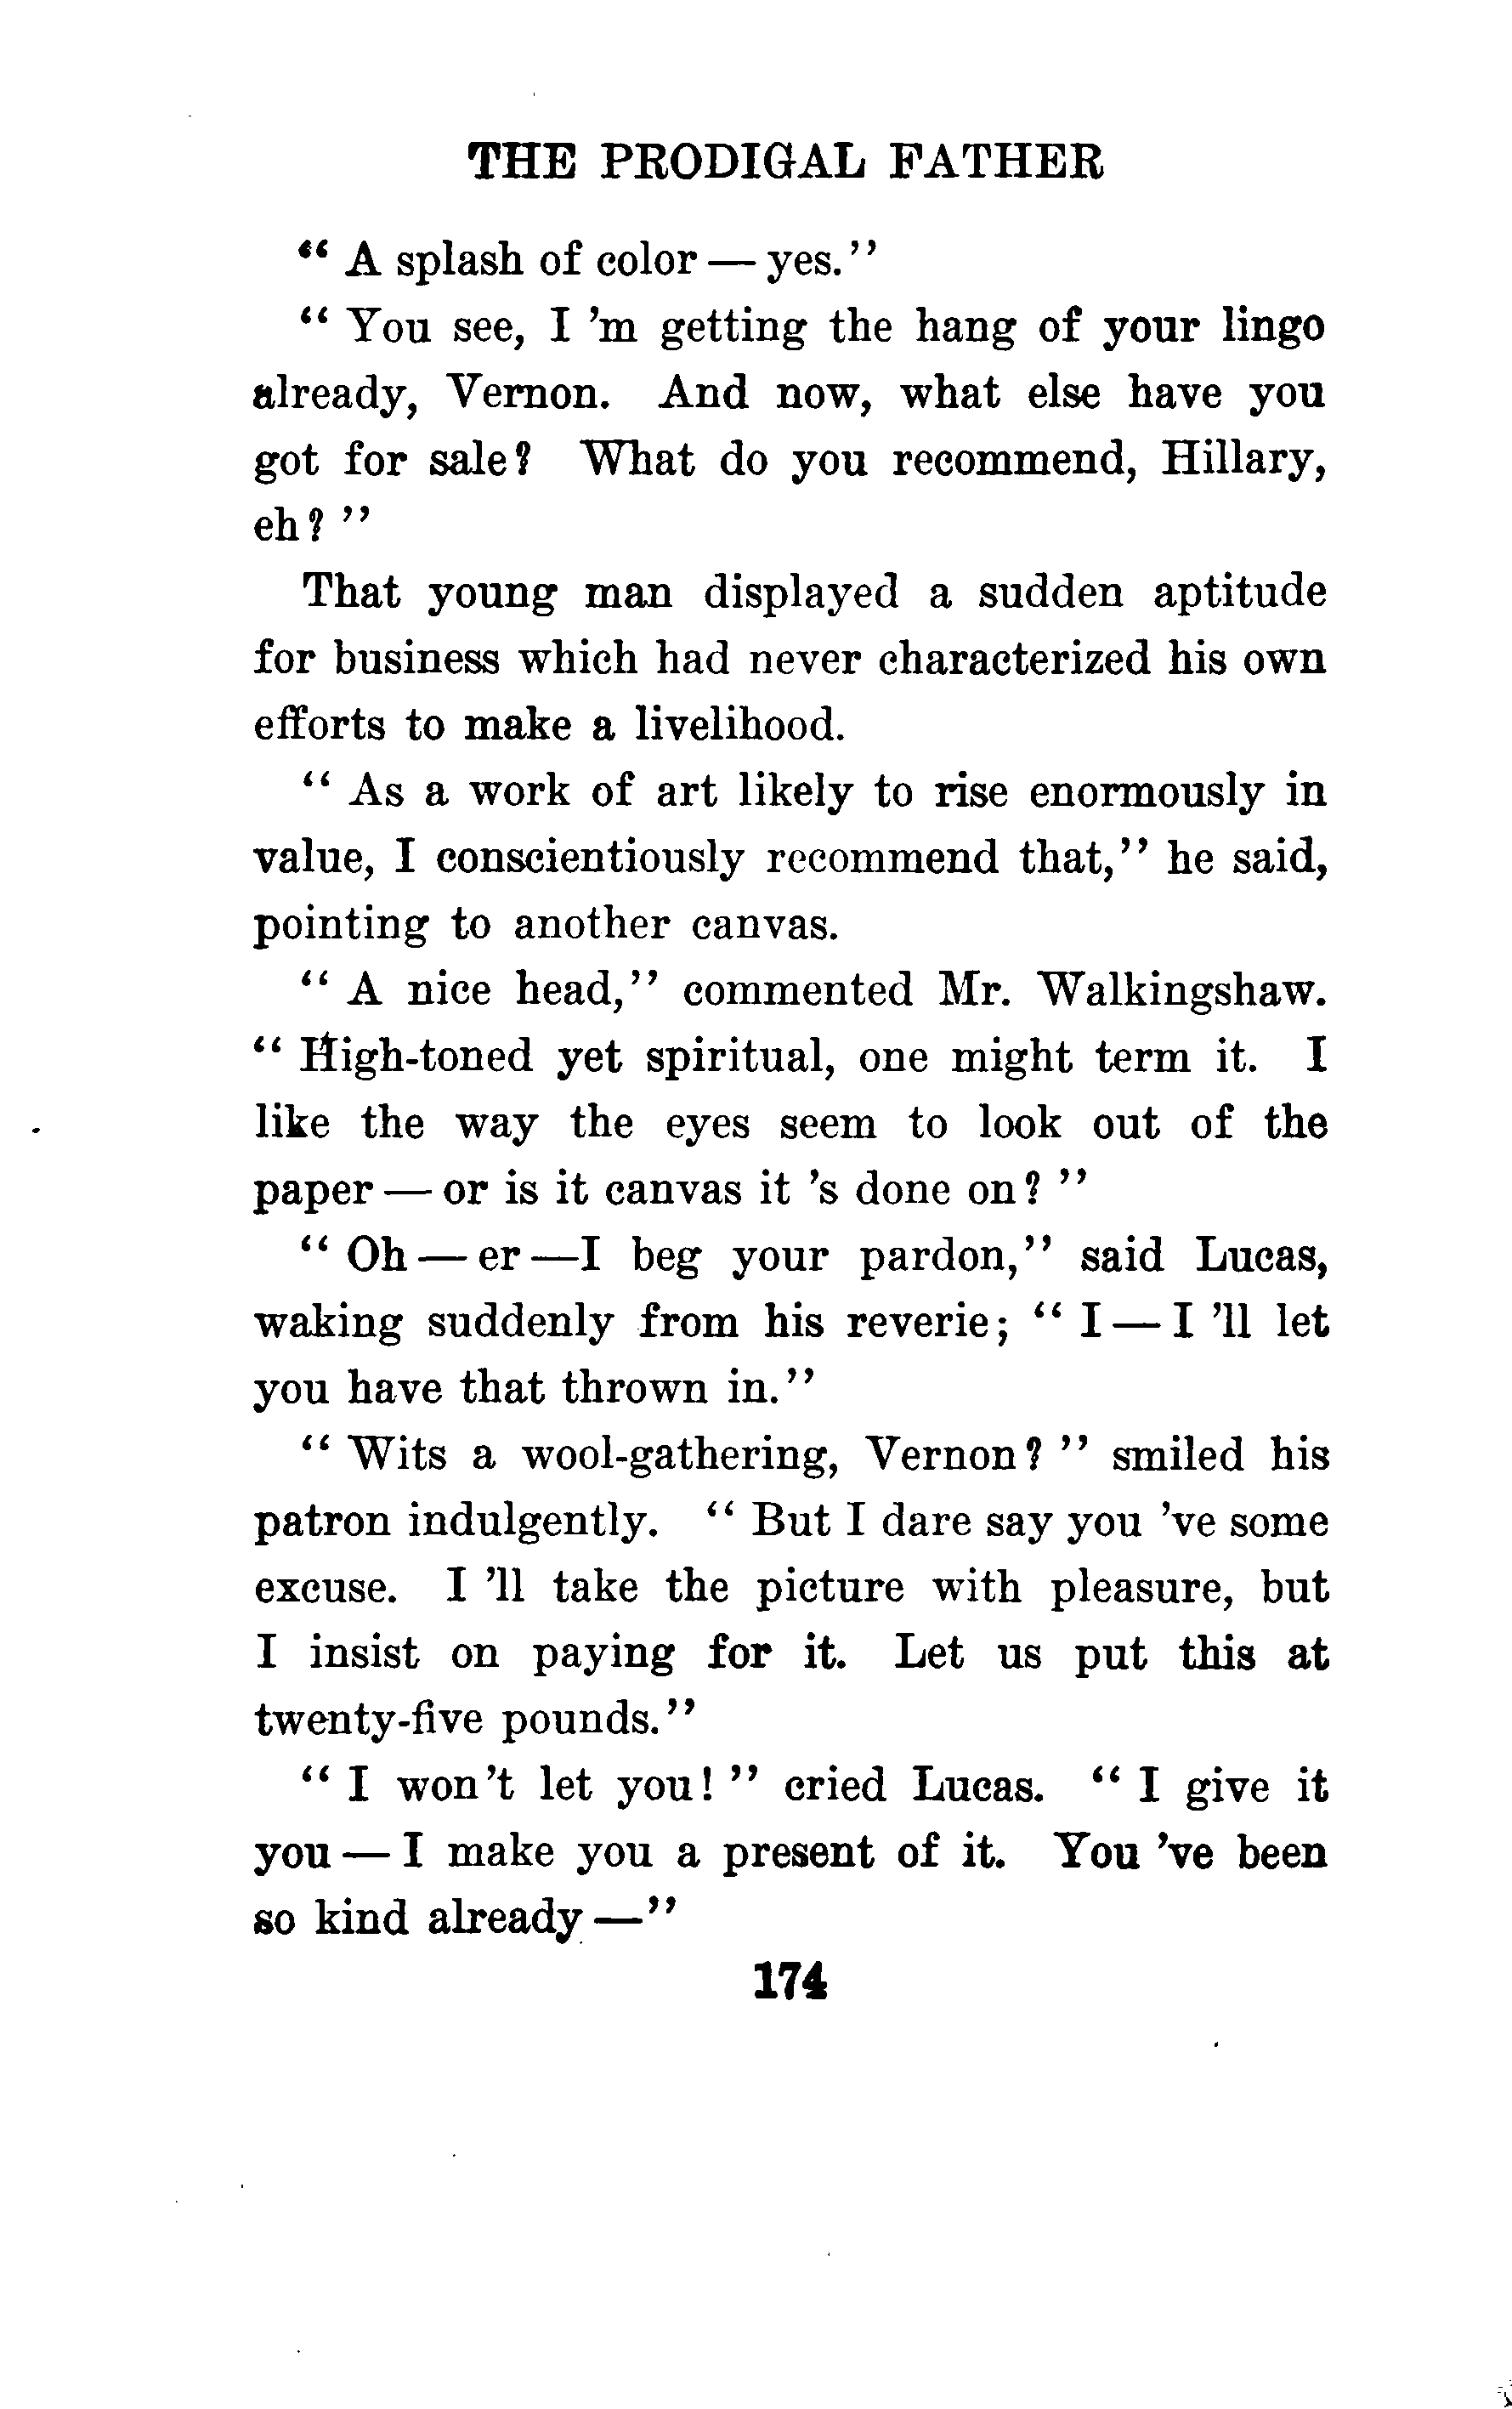 THE PRODIGAL FATHER
“ A splash of color — yes.”
“ You see, I 'm getting the hang of your lingo
already, Vernon. And now, what else have you
got for sale? What do you recommend, Hillary,
eh? ”
That young man displayed a sudden aptitude
for business which had never characterized his own
efforts to make a livelihood.
“ As a work of art likely to rise enormously in
value, I conscientiously recommend that,” he said,
pointing to another canvas.
“ A nice head,” commented Mr. Walkingshaw.
“ High-toned yet spiritual, one might term it. I
like the way the eyes seem to look out of the
paper — or is it canvas it 's done on? ”
“ Oh — er —I beg your pardon,” said Lucas,
waking suddenly from his reverie; “ I — I 'll let
you have that thrown in.”
“ Wits a wool-gathering, Vernon? ” smiled his
patron indulgently. “ But I dare say you 've some
excuse. I 'll take the picture with pleasure, but
I insist on paying for it. Let us put this at
twenty-five pounds.”
“ I won't let you! ” cried Lucas. “ I give it
you — I make you a present of it. You 've been
so kind already —”
174